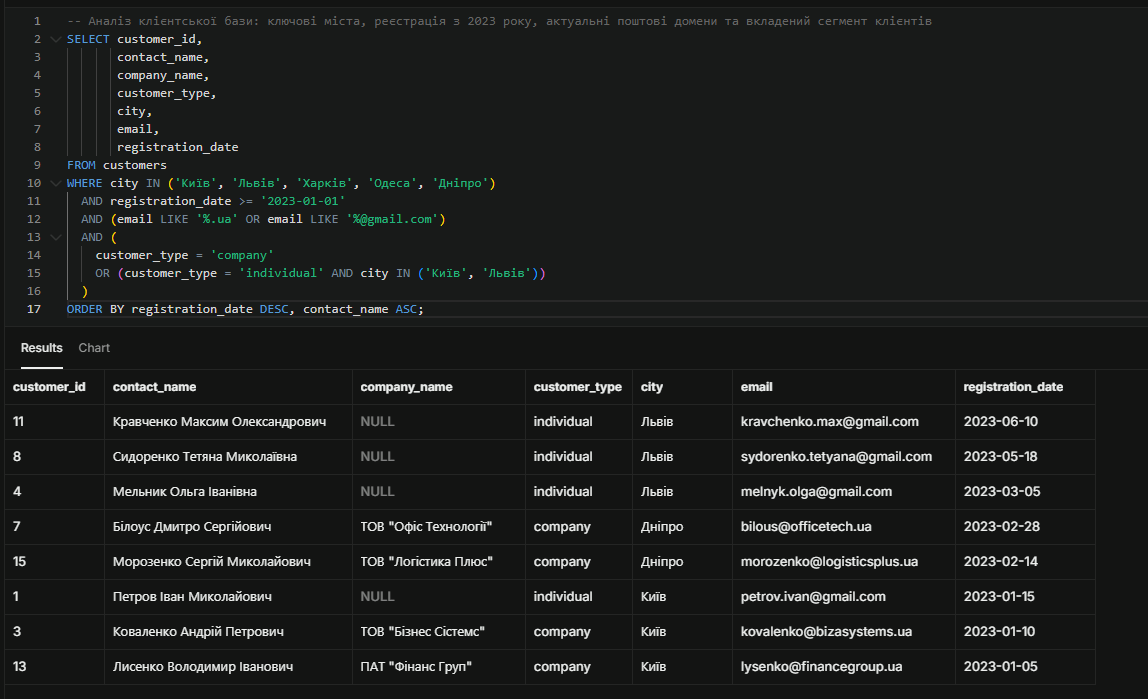 1 -- Аналіз клієнтської бази: ключові міста, реєстрація з 2023 року, актуальні поштові домени та вкладений сегмент клієнтів
2 SELECT customer_id,
3 contact_name,
4 company_name,
5 customer_type,
6 city,
7 email,
8 registration_date
9 FROM customers
10 WHERE city IN ('Київ', 'Львів', 'Харків', 'Одеса', 'Дніпро')
11 AND registration_date >= '2023-01-01'
12 AND (email LIKE '%.ua' OR email LIKE '%@gmail.com')
13 AND (
14 customer_type = 'company'
15 OR (customer_type = 'individual' AND city IN ('Київ', 'Львів'))
16 )
17 ORDER BY registration_date DESC, contact_name ASC;
Results Chart
customer_id contact_name company_name customer_type city email registration_date
11 Кравченко Максим Олександрович NULL individual Львів kravchenko.max@gmail.com 2023-06-10
8 Сидоренко Тетяна Миколаївна NULL individual Львів sydorenko.tetyana@gmail.com 2023-05-18
4 Мельник Ольга Іванівна NULL individual Львів melnyk.olga@gmail.com 2023-03-05
7 Білоус Дмитро Сергійович ТОВ "Офіс Технології" company Дніпро bilous@officetech.ua 2023-02-28
15 Морозенко Сергій Миколайович ТОВ "Логістика Плюс" company Дніпро morozenko@logisticsplus.ua 2023-02-14
1 Петров Іван Миколайович NULL individual Київ petrov.ivan@gmail.com 2023-01-15
3 Коваленко Андрій Петрович ТОВ "Бізнес Сістемс" company Київ kovalenko@bizasystems.ua 2023-01-10
13 Лисенко Володимир Іванович ПАТ "Фінанс Груп" company Київ lysenko@financegroup.ua 2023-01-05